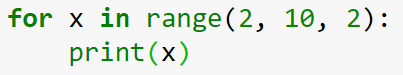 for x in range(2, 10, 2):
    print(x)